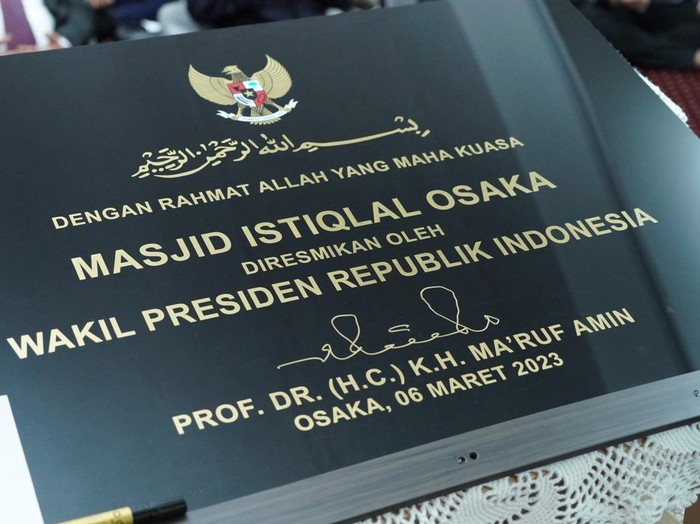 بِسْمِ اللهِ الرَّحْمٰنِ الرَّحِيْمِ
DENGAN RAHMAT ALLAH YANG MAHA KUASA
MASJID ISTIQLAL OSAKA
DIRESMIKAN OLEH
WAKIL PRESIDEN REPUBLIK INDONESIA
PROF. DR. (H.C.) K.H. MA'RUF AMIN
OSAKA, 06 MARET 2023